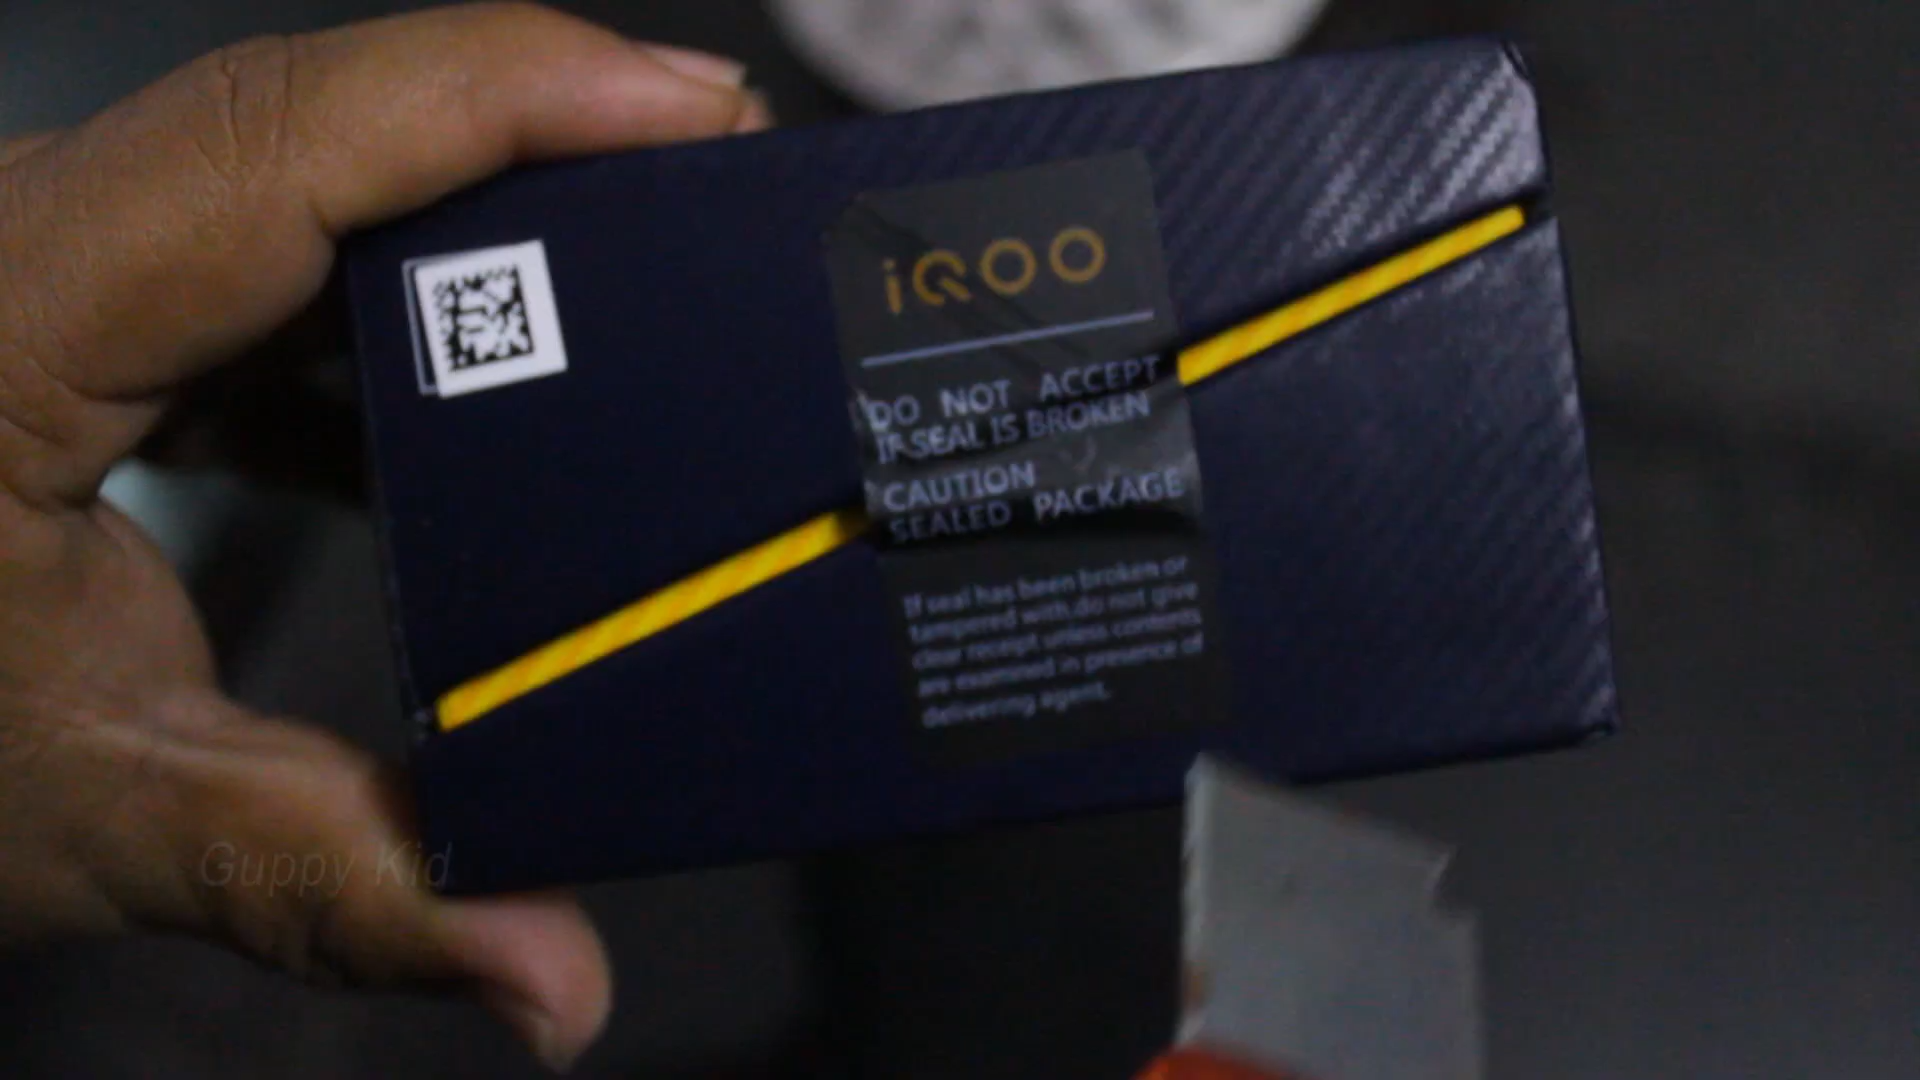 iQOO
DO NOT ACCEPT
IF SEAL IS BROKEN
CAUTION
SEALED PACKAGE
If seal has been broken or
tampered with,do not give
clear receipt unless contents
are examined in presence of
delivering agent.
Guppy Kid